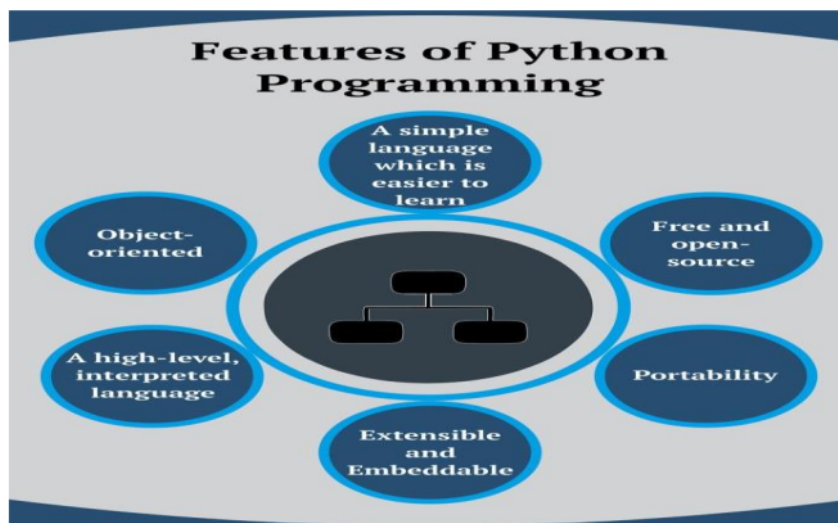 Features of Python
Programming
A simple
language
which is
easier to
learn
Free and
open-
source
Portability
Extensible
and
Embeddable
A high-level,
interpreted
language
Object-
oriented